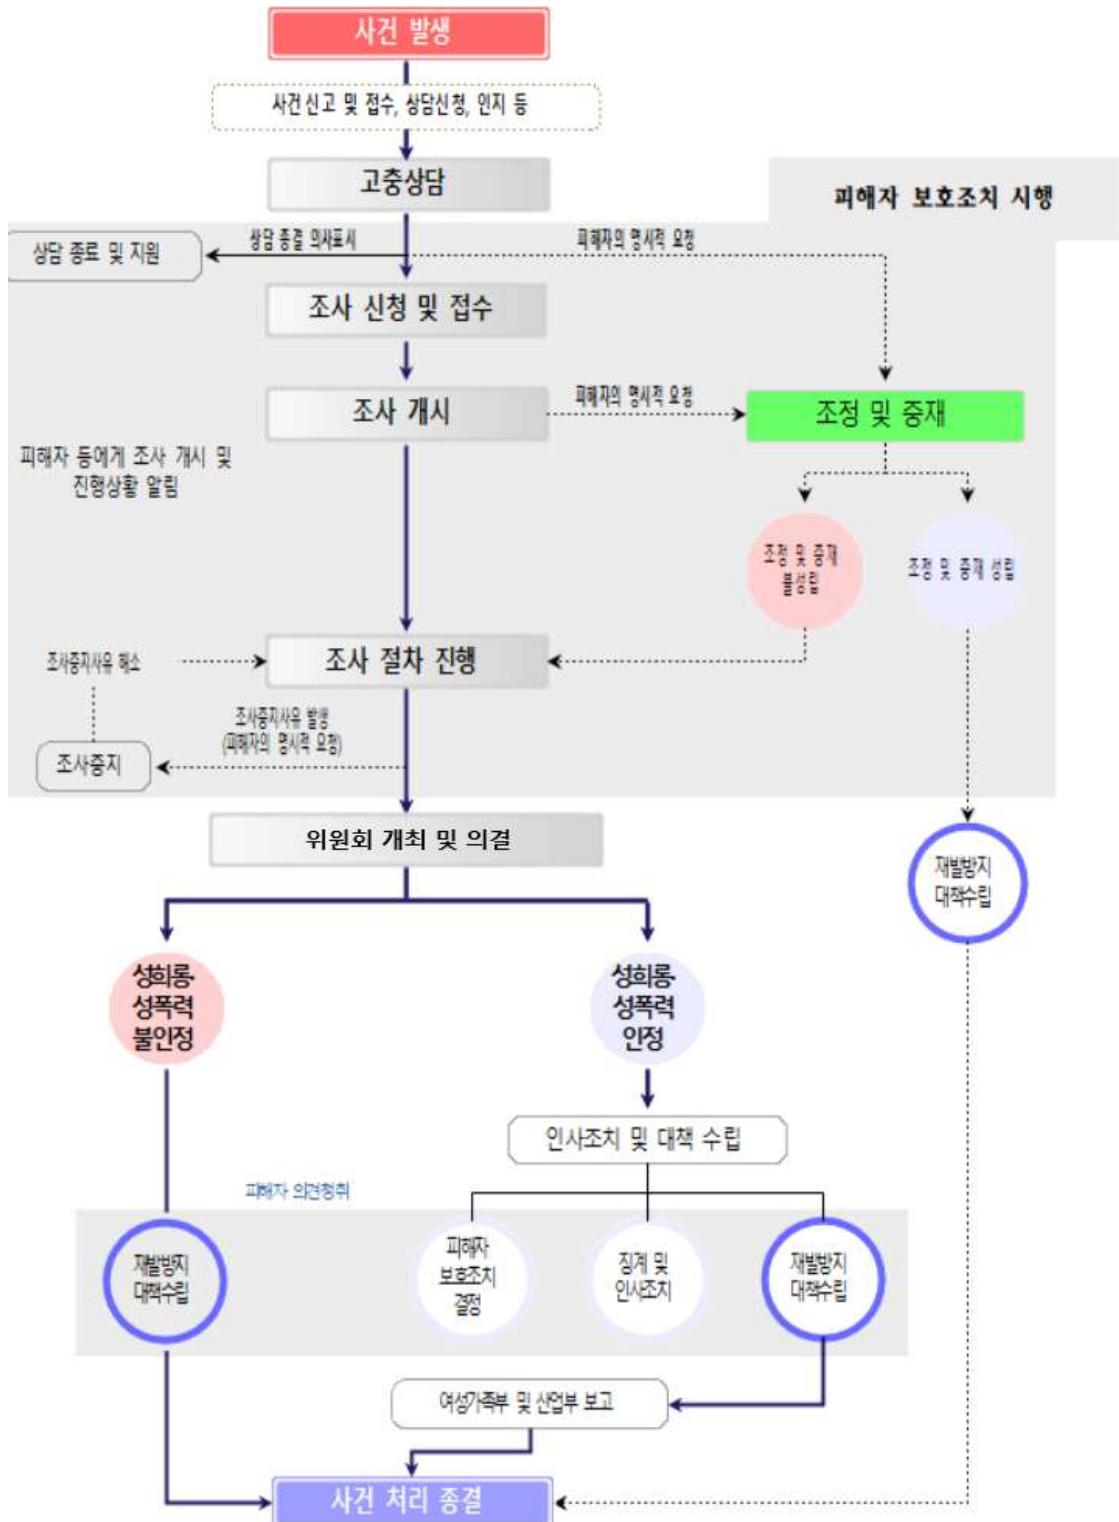 사건 발생
사건신고 및 접수, 상담신청, 인지 등
고충상담
피해자 보호조치 시행
상담 종결 의사표시
피해자의 명시적 요청
상담 종료 및 지원
조사 신청 및 접수
조사 개시
피해자의 명시적 요청
조정 및 중재
피해자 등에게 조사 개시 및
진행상황 알림
조정 및 중재
불성립
조정 및 중재 성립
조사중지사유 해소
조사 절차 진행
조사중지사유 발생
(피해자의 명시적 요청)
조사중지
위원회 개최 및 의결
재발방지
대책수립
성희롱·
성폭력
불인정
성희롱·
성폭력
인정
인사조치 및 대책 수립
피해자 의견청취
재발방지
대책수립
피해자
보호조치
결정
징계 및
인사조치
재발방지
대책수립
여성가족부 및 산업부 보고
사건 처리 종결